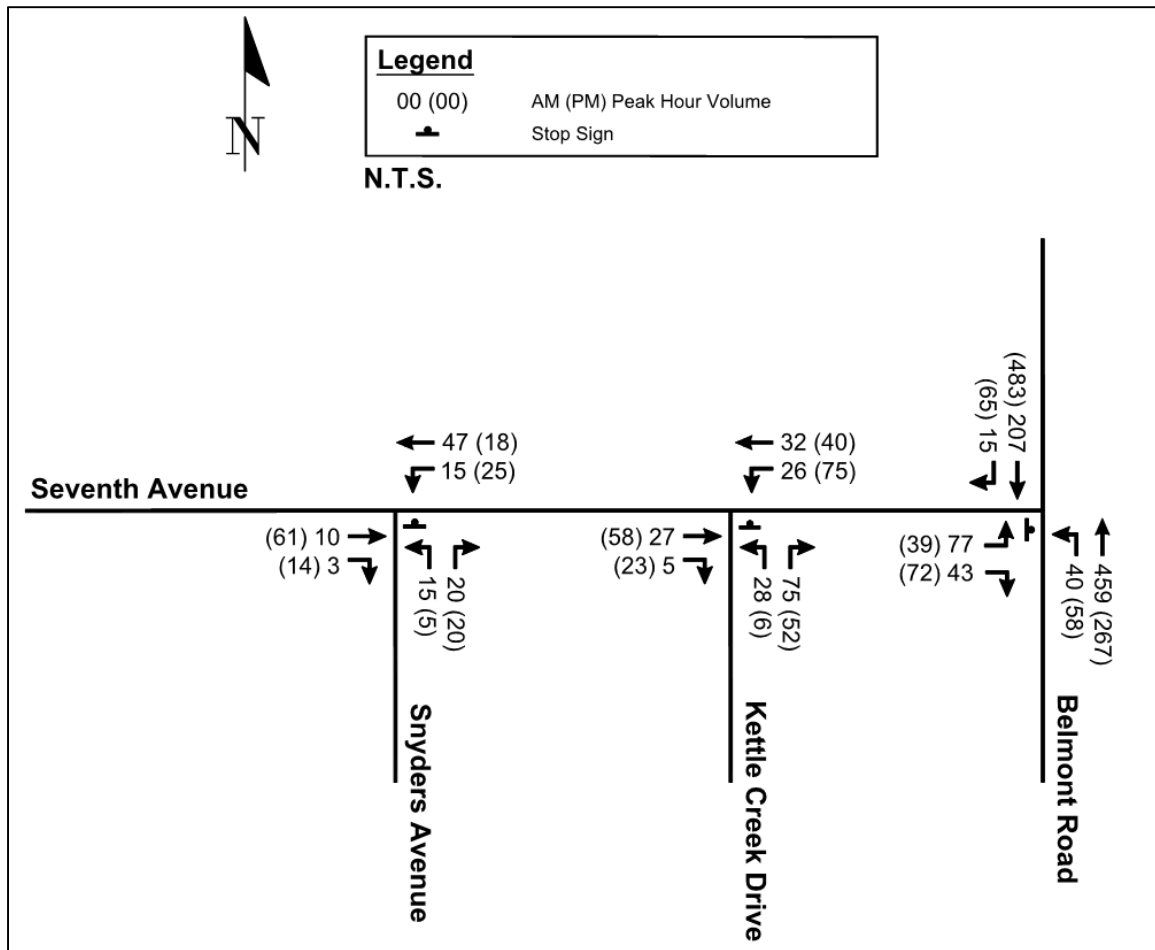 N
Legend
00 (00) AM (PM) Peak Hour Volume
Stop Sign
N.T.S.
(483) 207
(65) 15
47 (18)
15 (25)
32 (40)
26 (75)
Seventh Avenue
(61) 10
(14) 3
15 (5)
20 (20)
(58) 27
(23) 5
28 (6)
75 (52)
(39) 77
(72) 43
40 (58)
459 (267)
Snyders Avenue
Kettle Creek Drive
Belmont Road